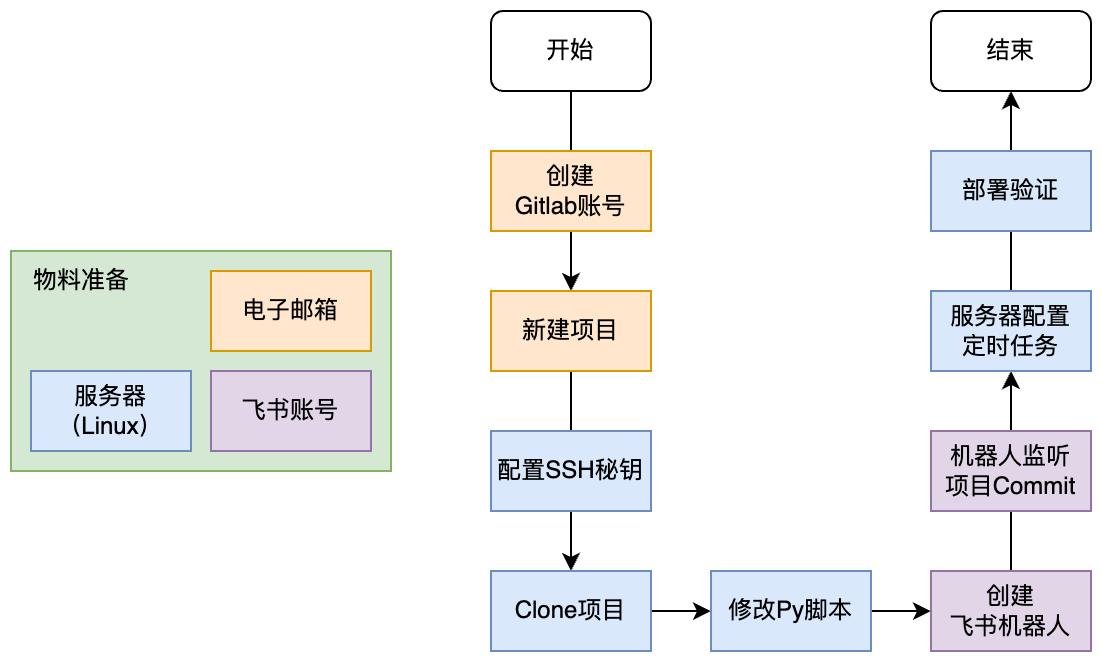 开始
创建
Gitlab账号
新建项目
配置SSH秘钥
Clone项目
修改Py脚本
创建
飞书机器人
机器人监听
项目Commit
服务器配置
定时任务
部署验证
结束
物料准备
电子邮箱
服务器
（Linux）
飞书账号